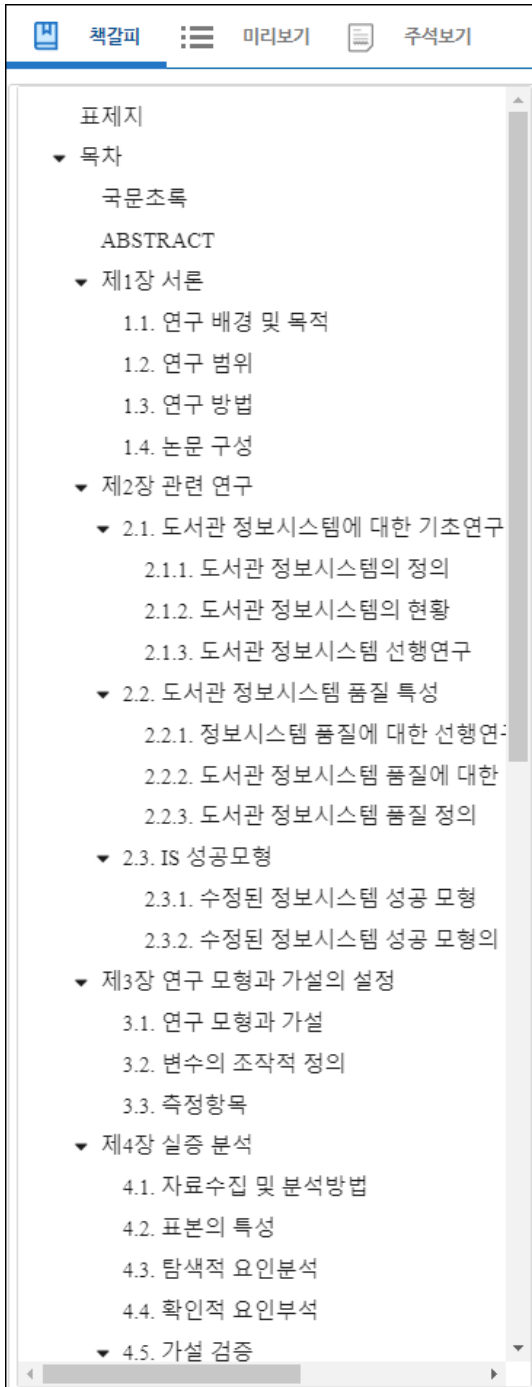 책갈피 미리보기 주석보기
표제지
목차
국문초록
ABSTRACT
제1장 서론
1.1. 연구 배경 및 목적
1.2. 연구 범위
1.3. 연구 방법
1.4. 논문 구성
제2장 관련 연구
2.1. 도서관 정보시스템에 대한 기초연구
2.1.1. 도서관 정보시스템의 정의
2.1.2. 도서관 정보시스템의 현황
2.1.3. 도서관 정보시스템 선행연구
2.2. 도서관 정보시스템 품질 특성
2.2.1. 정보시스템 품질에 대한 선행연
2.2.2. 도서관 정보시스템 품질에 대한
2.2.3. 도서관 정보시스템 품질 정의
2.3. IS 성공모형
2.3.1. 수정된 정보시스템 성공 모형
2.3.2. 수정된 정보시스템 성공 모형의
제3장 연구 모형과 가설의 설정
3.1. 연구 모형과 가설
3.2. 변수의 조작적 정의
3.3. 측정항목
제4장 실증 분석
4.1. 자료수집 및 분석방법
4.2. 표본의 특성
4.3. 탐색적 요인분석
4.4. 확인적 요인부석
4.5. 가설 검증